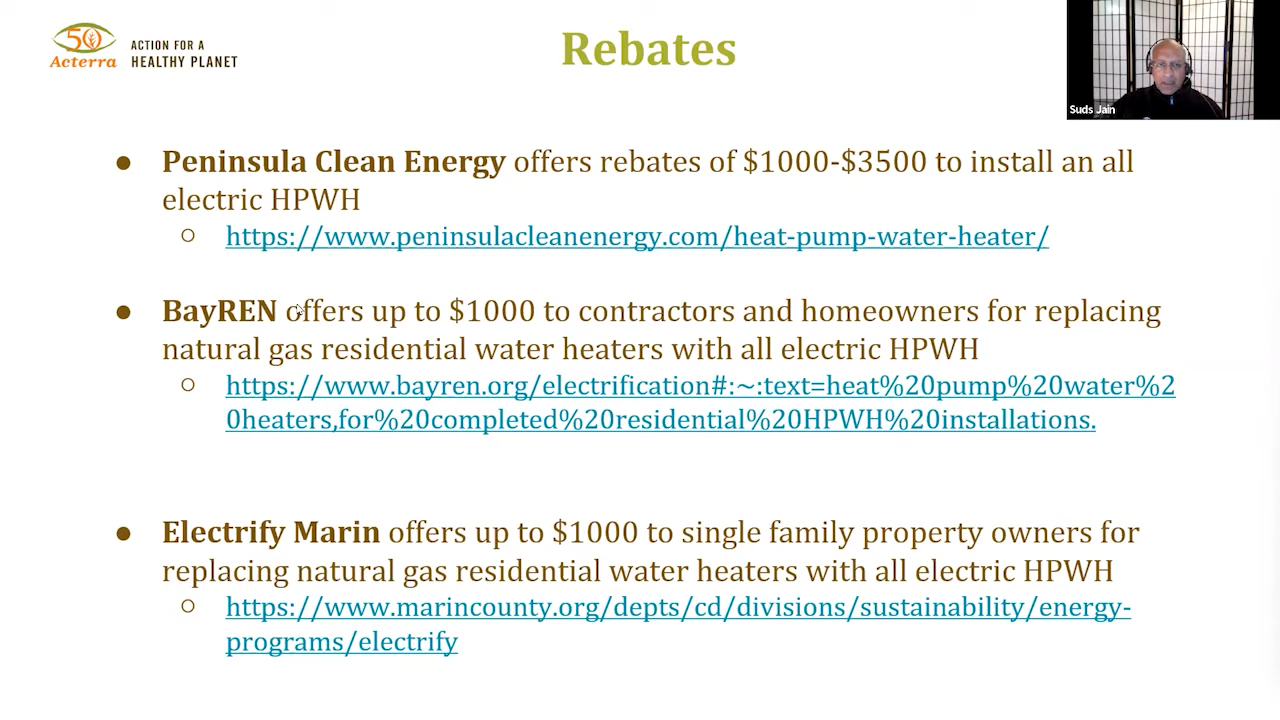 50
Acterra
ACTION FOR A
HEALTHY PLANET
Rebates
Suds Jain
● Peninsula Clean Energy offers rebates of $1000-$3500 to install an all
electric HPWH
○ https://www.peninsulacleanenergy.com/heat-pump-water-heater/
● BayREN offers up to $1000 to contractors and homeowners for replacing
natural gas residential water heaters with all electric HPWH
○ https://www.bayren.org/electrification#:~:text=heat%20pump%20water%2
0heaters,for%20completed%20residential%20HPWH%20installations.
● Electrify Marin offers up to $1000 to single family property owners for
replacing natural gas residential water heaters with all electric HPWH
○ https://www.marincounty.org/depts/cd/divisions/sustainability/energy-
programs/electrify